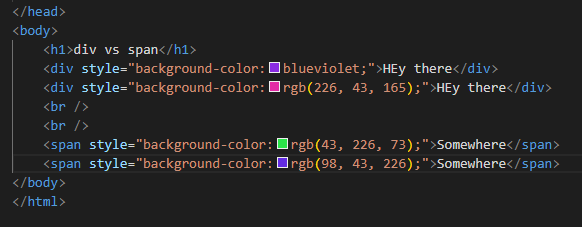 </head>
<body>
<h1>div vs span</h1>
<div style="background-color: blueviolet;">HEy there</div>
<div style="background-color: rgb(226, 43, 165);">HEy there</div>
<br />
<br />
<span style="background-color: rgb(43, 226, 73);">Somewhere</span>
<span style="background-color: rgb(98, 43, 226);">Somewhere</span>
</body>
</html>